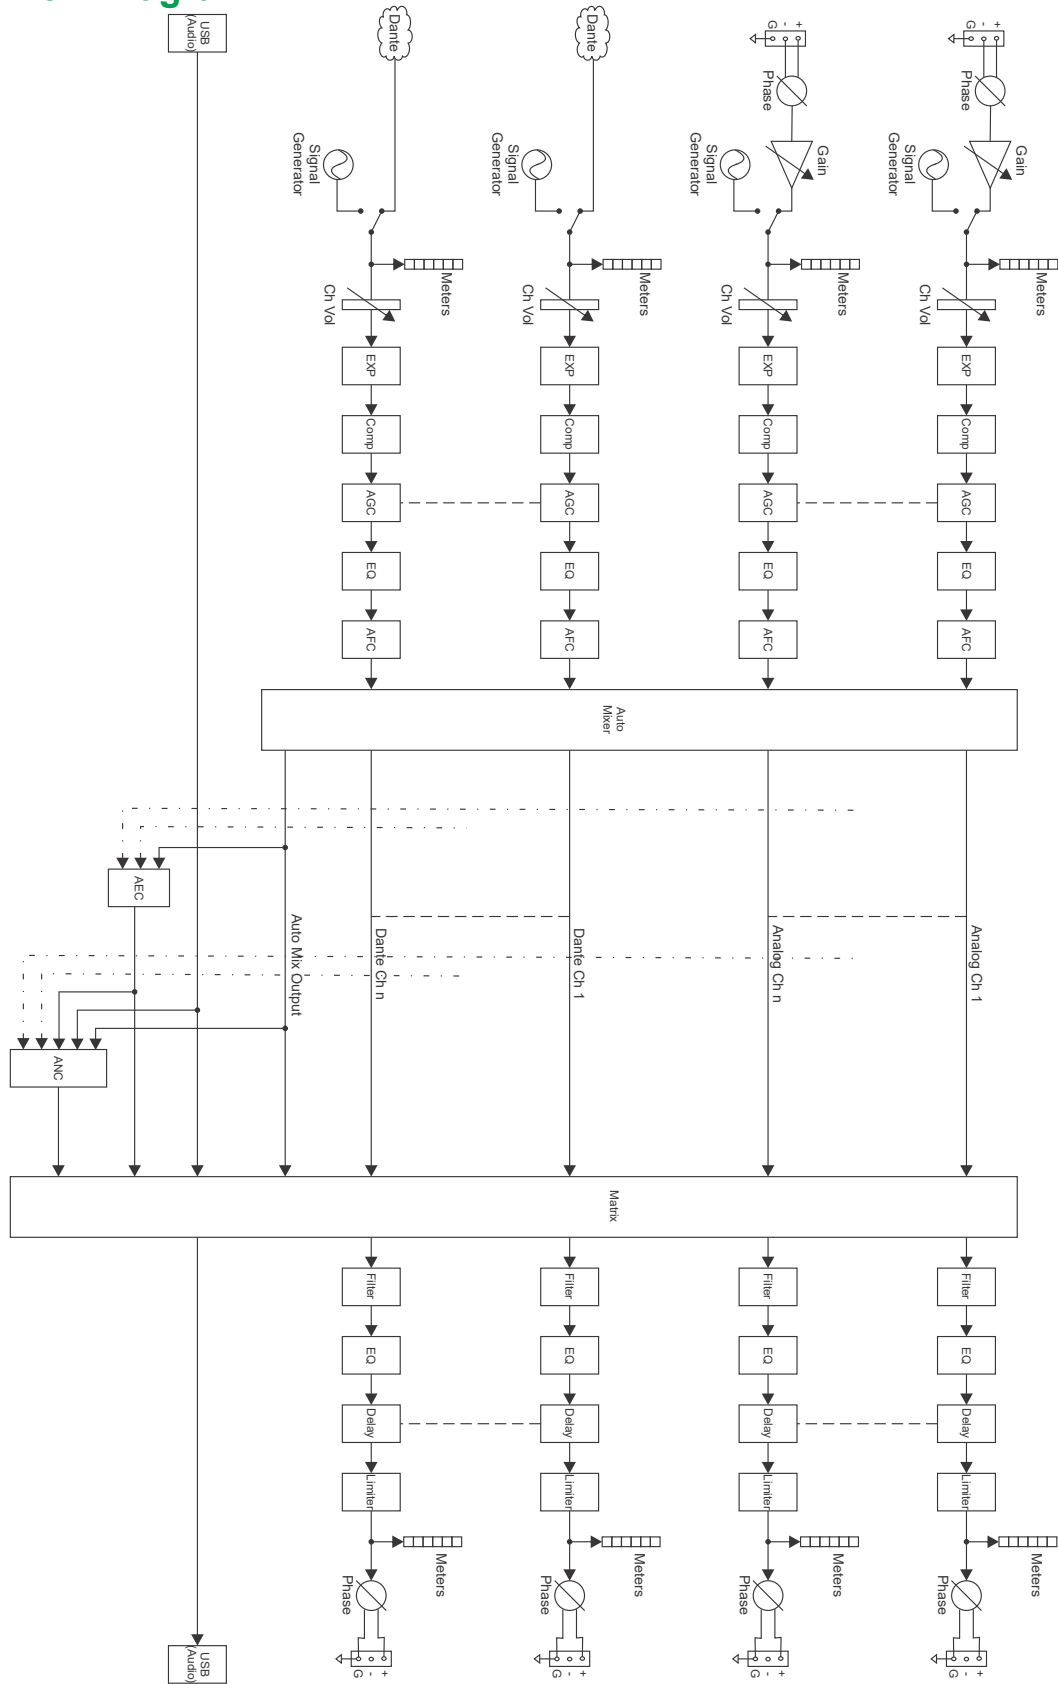 +
-
G
Phase
Gain
Signal
Generator
Meters
Ch Vol
EXP
Comp
AGC
EQ
AFC
Analog Ch 1
Filter
EQ
Delay
Limiter
Meters
Phase
+
-
G
+
-
G
Phase
Gain
Signal
Generator
Meters
Ch Vol
EXP
Comp
AGC
EQ
AFC
Analog Ch n
Filter
EQ
Delay
Limiter
Meters
Phase
+
-
G
Auto
Mixer
Matrix
Dante
Signal
Generator
Meters
Ch Vol
EXP
Comp
AGC
EQ
AFC
Dante Ch 1
Filter
EQ
Delay
Limiter
Meters
Phase
+
-
G
Dante
Signal
Generator
Meters
Ch Vol
EXP
Comp
AGC
EQ
AFC
Dante Ch n
Filter
EQ
Delay
Limiter
Meters
Phase
+
-
G
Auto Mix Output
USB
(Audio)
USB
(Audio)
AEC
ANC